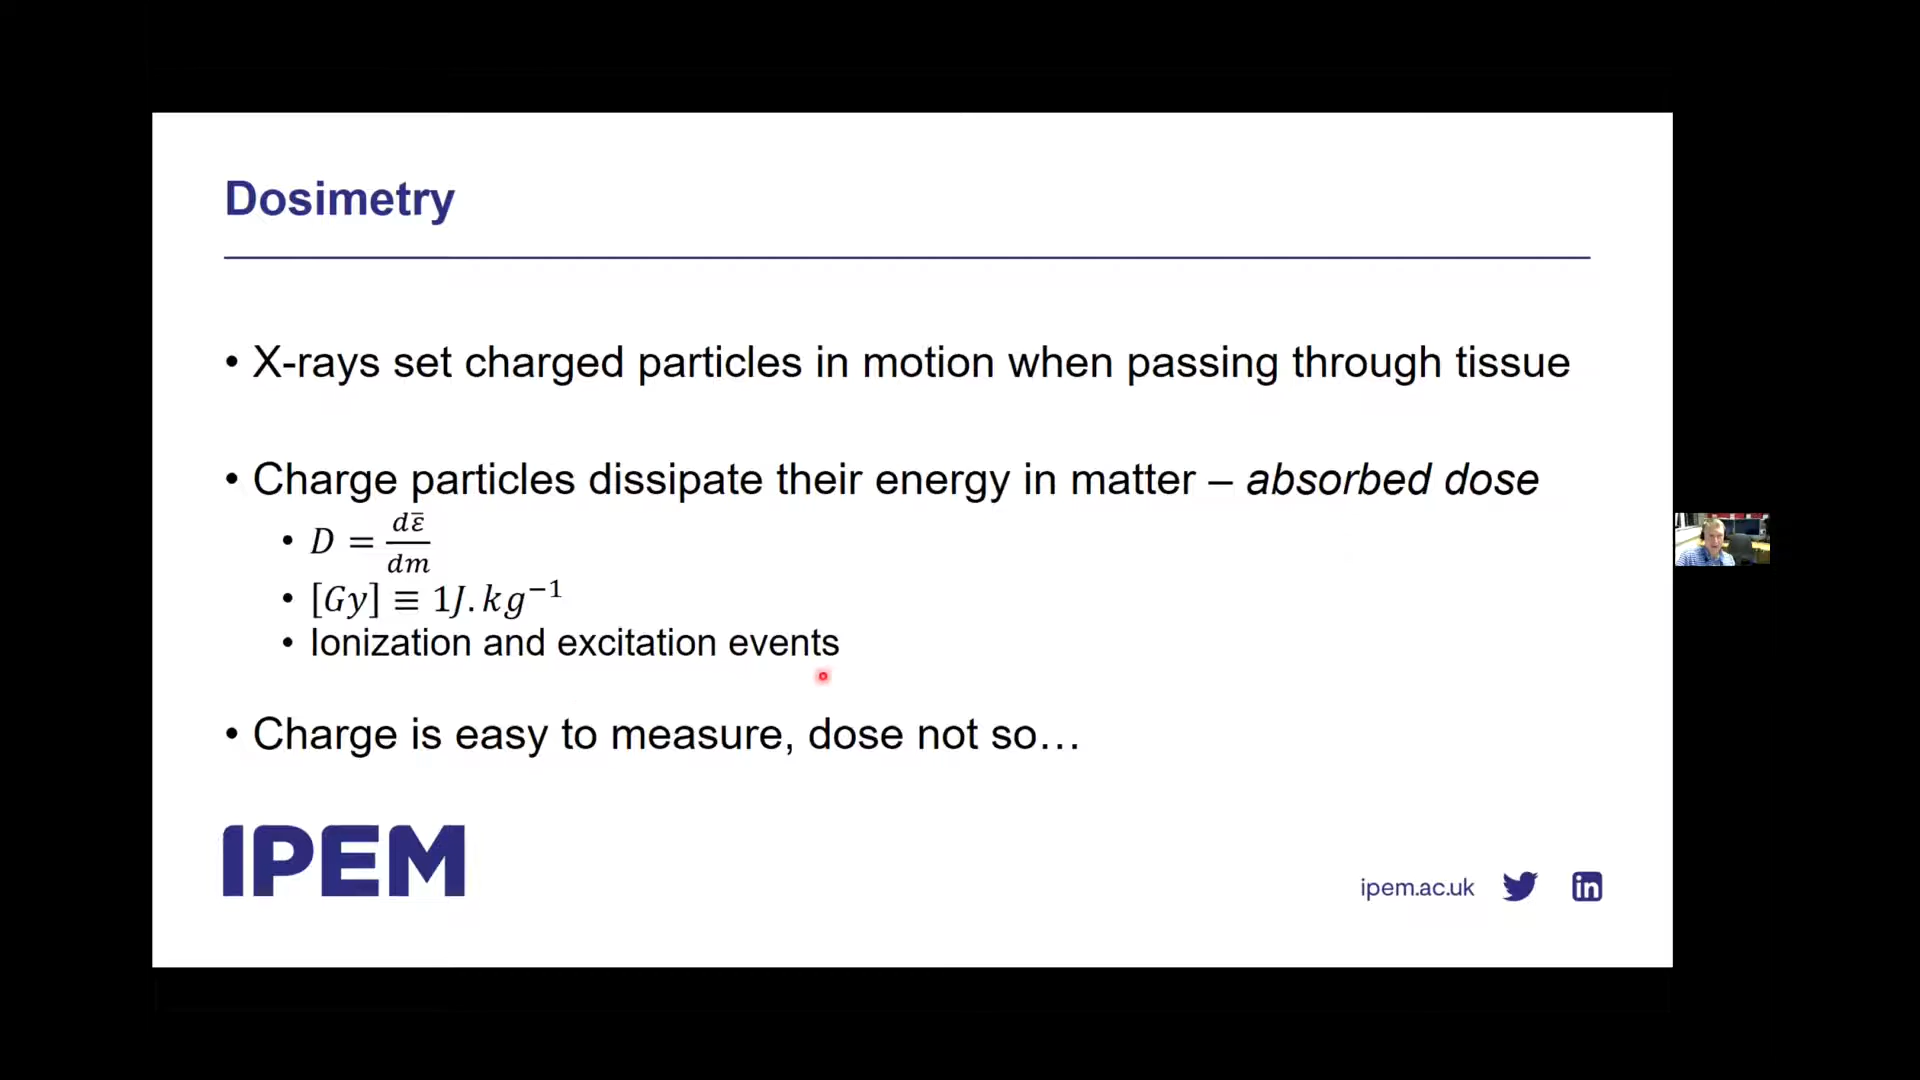 Dosimetry
• X-rays set charged particles in motion when passing through tissue
• Charge particles dissipate their energy in matter – absorbed dose
• D = dε̄/dm
• [Gy] ≡ 1J.kg⁻¹
• Ionization and excitation events
• Charge is easy to measure, dose not so…
IPEM
ipem.ac.uk
in